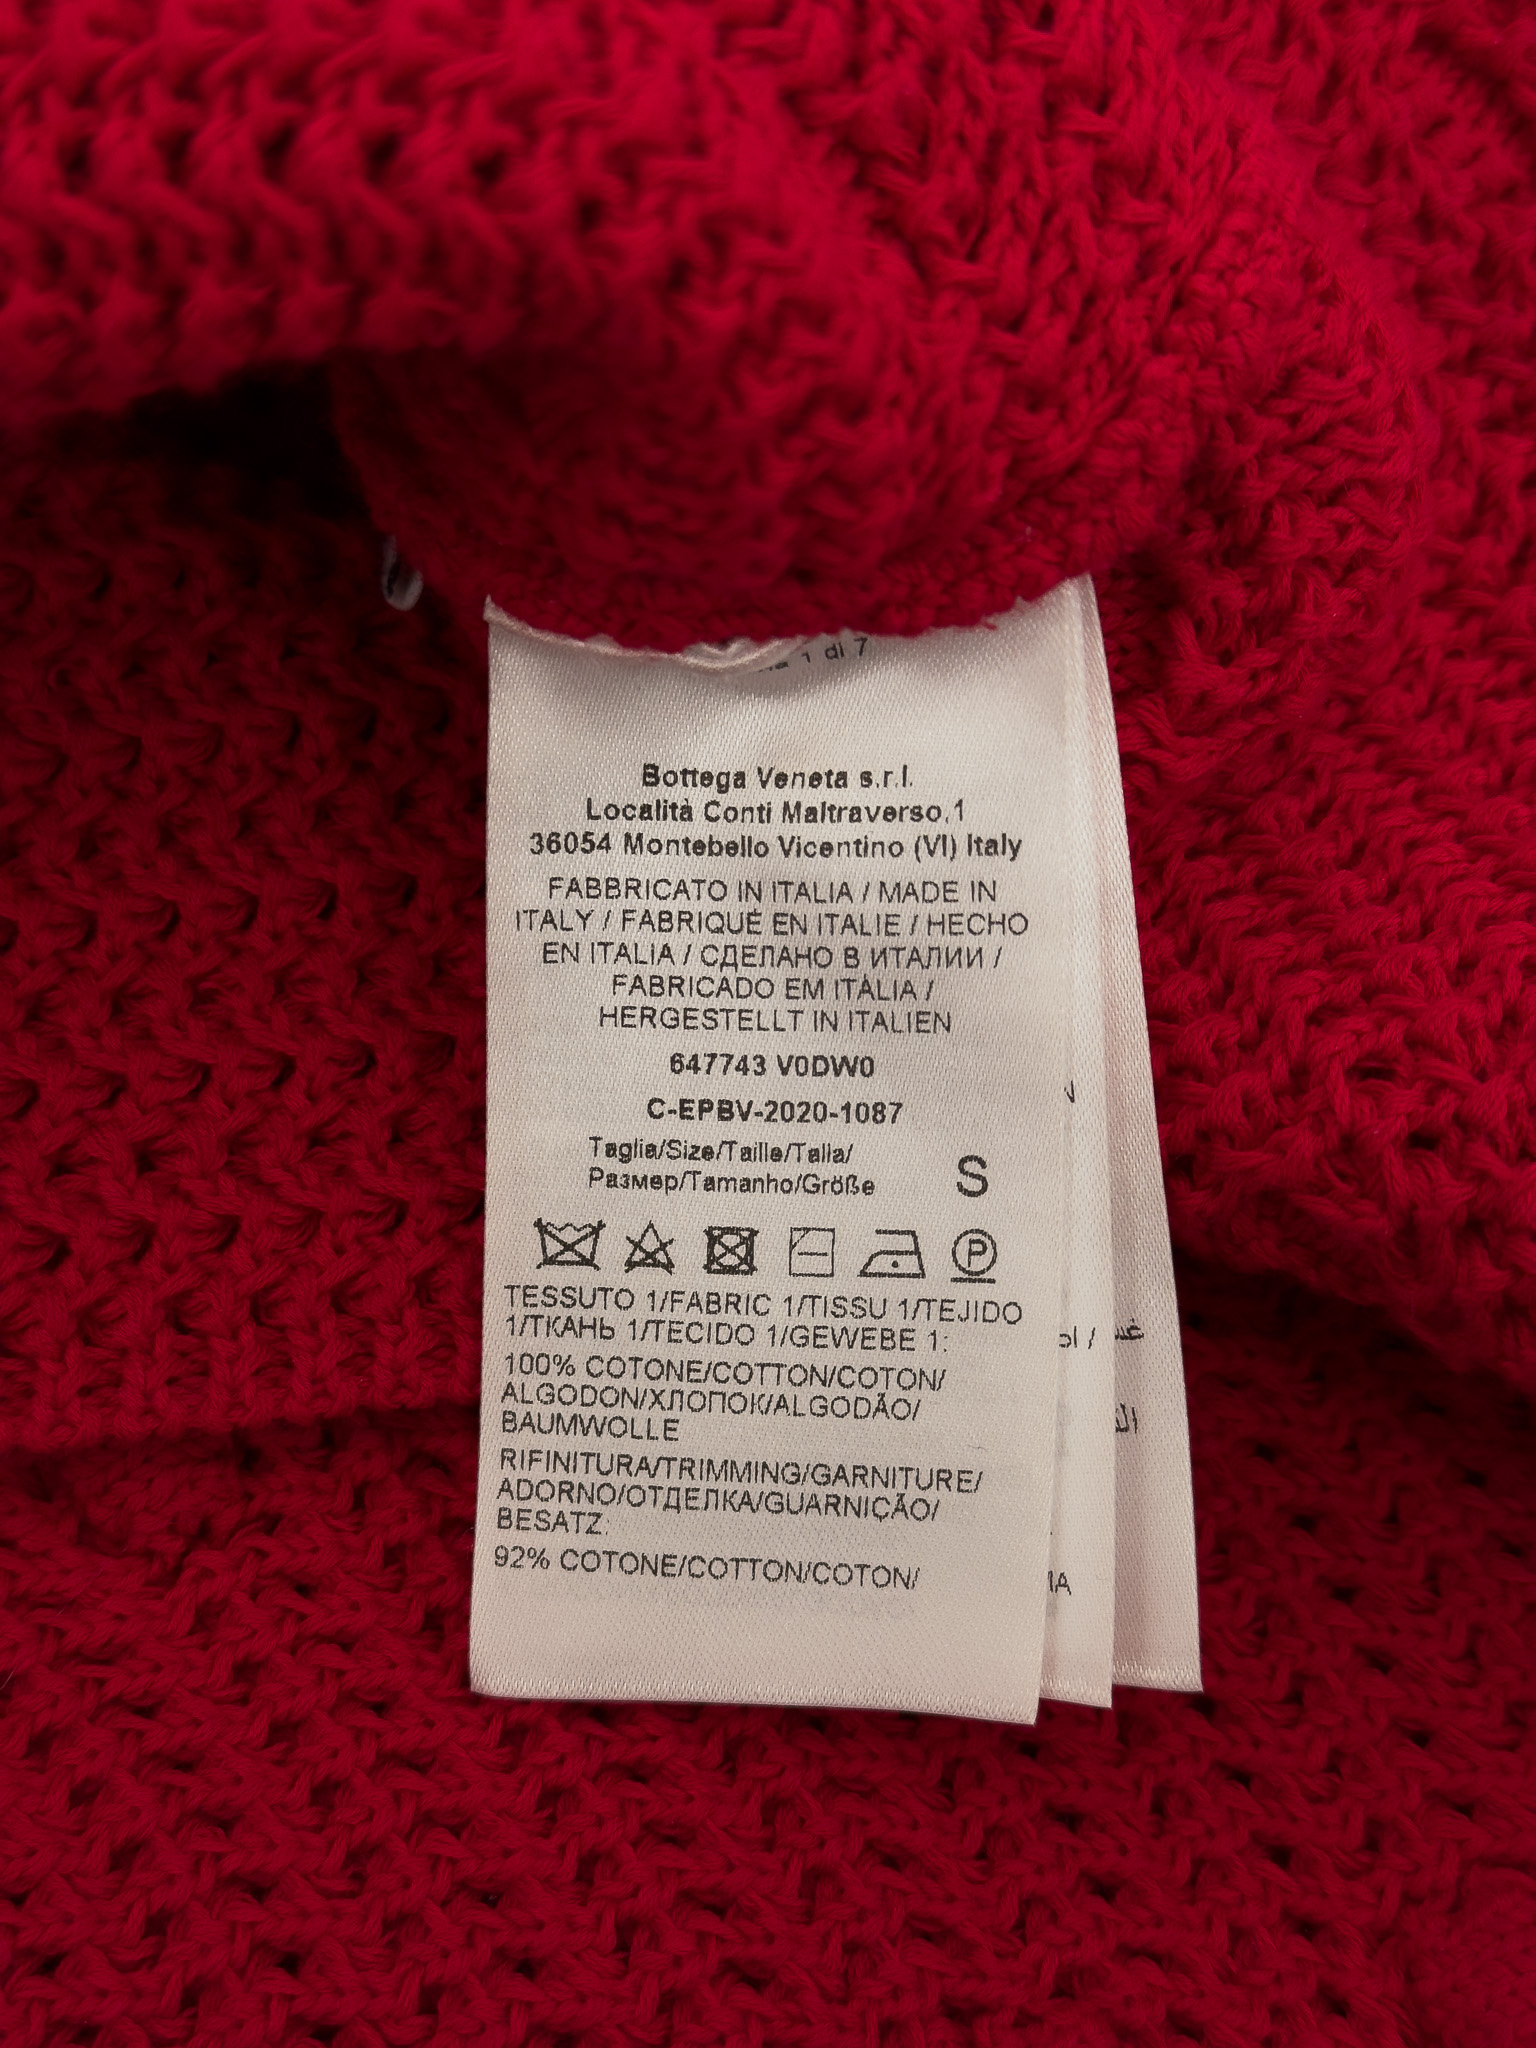 1 di 7
Bottega Veneta s.r.l.
Località Conti Maltraverso,1
36054 Montebello Vicentino (VI) Italy
FABBRICATO IN ITALIA / MADE IN
ITALY / FABRIQUÉ EN ITALIE / HECHO
EN ITALIA / СДЕЛАНО В ИТАЛИИ /
FABRICADO EM ITÁLIA /
HERGESTELLT IN ITALIEN
647743 V0DW0
C-EPBV-2020-1087
Taglia/Size/Taille/Talla/
Размер/Tamanho/Größe
S
P
TESSUTO 1/FABRIC 1/TISSU 1/TEJIDO
1/ТКАНЬ 1/TECIDO 1/GEWEBE 1:
100% COTONE/COTTON/COTON/
ALGODON/ХЛОПОК/ALGODÃO/
BAUMWOLLE
RIFINITURA/TRIMMING/GARNITURE/
ADORNO/ОТДЕЛКА/GUARNIÇÃO/
BESATZ:
92% COTONE/COTTON/COTON/